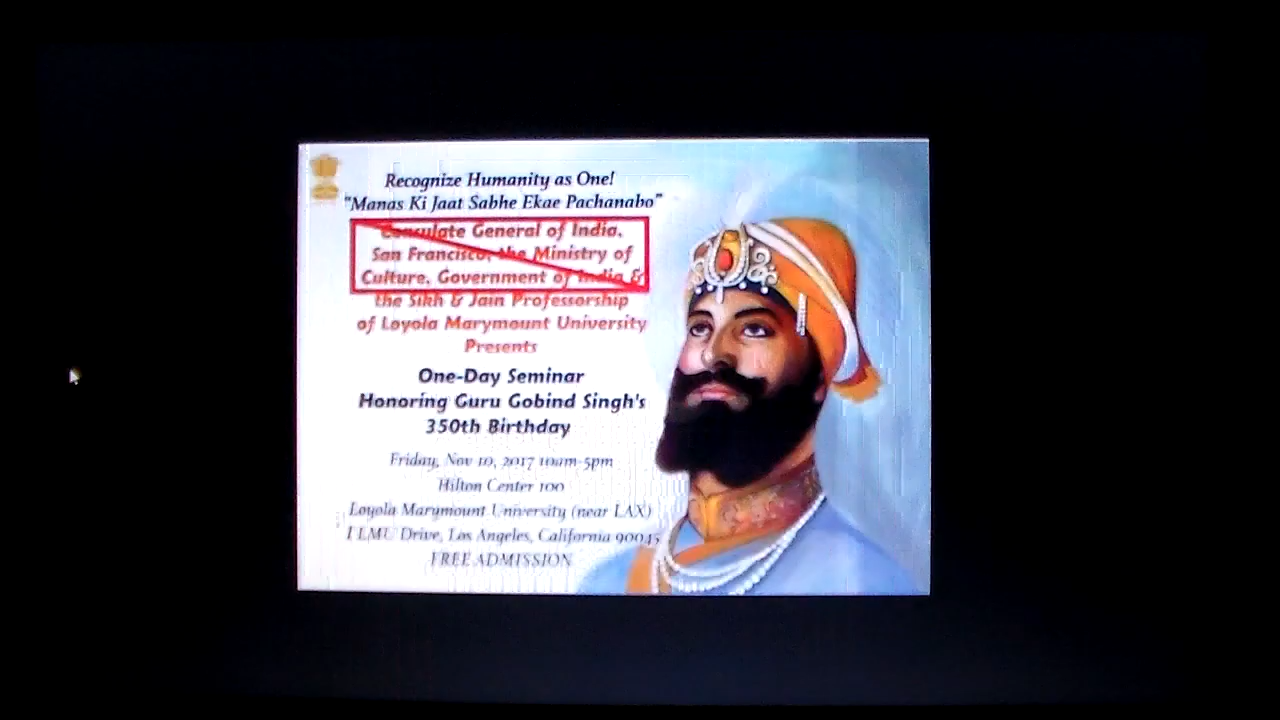 Recognize Humanity as One!
"Manas Ki Jaat Sabhe Ekae Pachanabo"
Consulate General of India,
San Francisco, the Ministry of
Culture, Government of India &
the Sikh & Jain Professorship
of Loyola Marymount University
Presents
One-Day Seminar
Honoring Guru Gobind Singh's
350th Birthday
Friday, Nov 10, 2017 10am-5pm
Hilton Center 100
Loyola Marymount University (near LAX)
1 LMU Drive, Los Angeles, California 90045
FREE ADMISSION